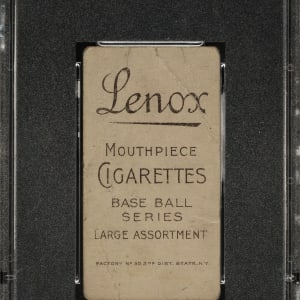 Lenox
MOUTHPIECE
CIGARETTES
BASE BALL
SERIES
LARGE ASSORTMENT
FACTORY Nº 30 2ND DIST. STATE, N.Y.